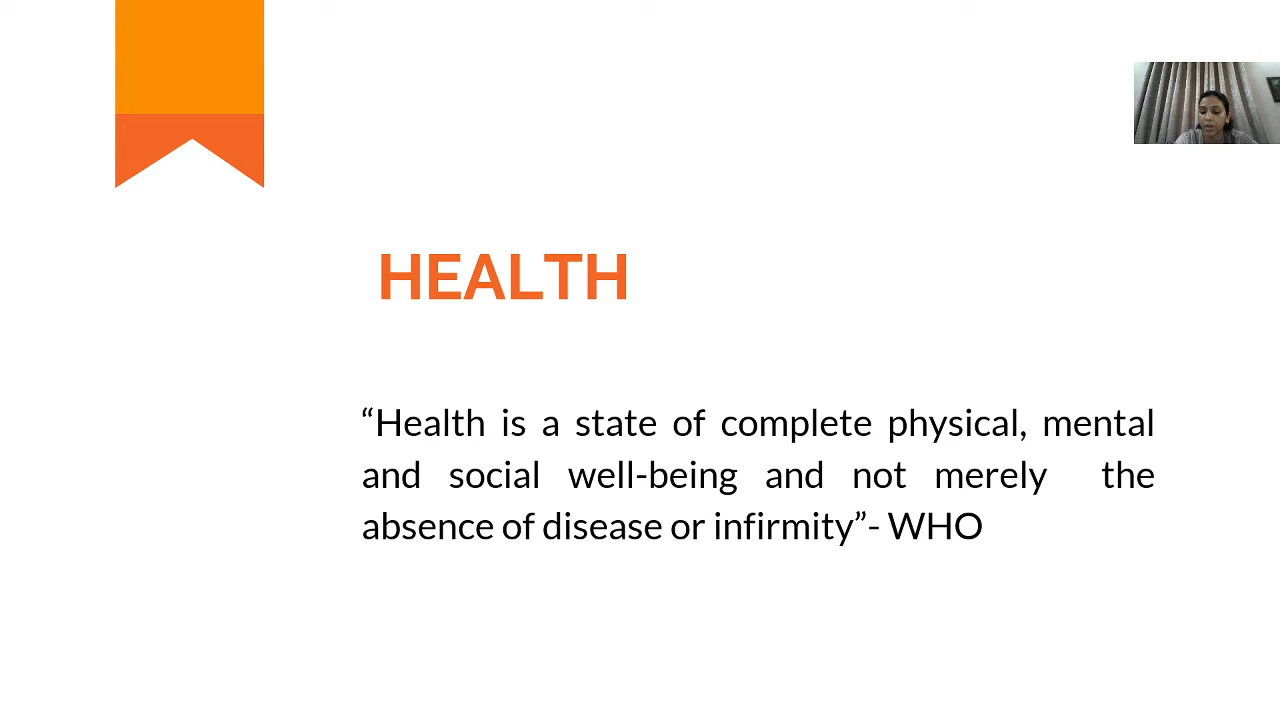 HEALTH
“Health is a state of complete physical, mental
and social well-being and not merely the
absence of disease or infirmity”- WHO